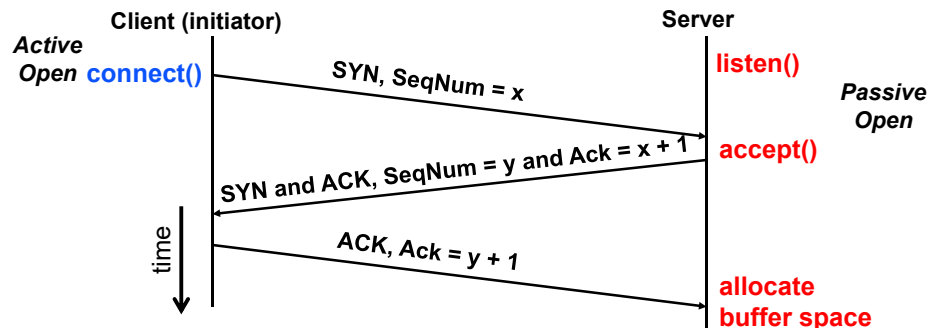 Client (initiator)
Server
Active
Open
connect()
listen()
SYN, SeqNum = x
Passive
Open
accept()
SYN and ACK, SeqNum = y and Ack = x + 1
time
ACK, Ack = y + 1
allocate
buffer space